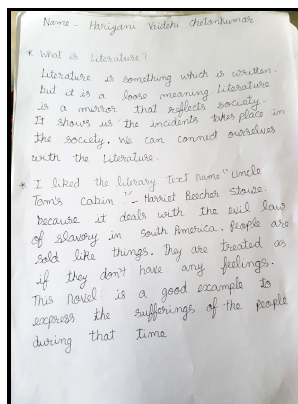 Name - Hariyani Vaidehi Chetankumar
* What is Literature?
Literature is something which is written.
But it is a loose meaning. Literature
is a mirror that reflects society.
It shows us the incidents takes place in
the society. We can connect ourselves
with the Literature.
* I liked the literary Text Name "Uncle
Tom's Cabin :"- Harriet Beecher Stowe.
because it deals with the evil law
of slavery in south America. People are
sold like things. They are treated as
if they don't have any feelings.
This Novel is a good example to
express the sufferings of the people
during that time